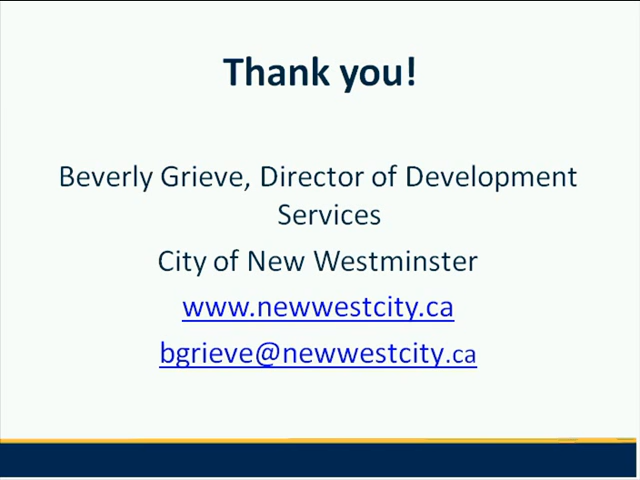 Thank you!
Beverly Grieve, Director of Development
Services
City of New Westminster
www.newwestcity.ca
bgrieve@newwestcity.ca